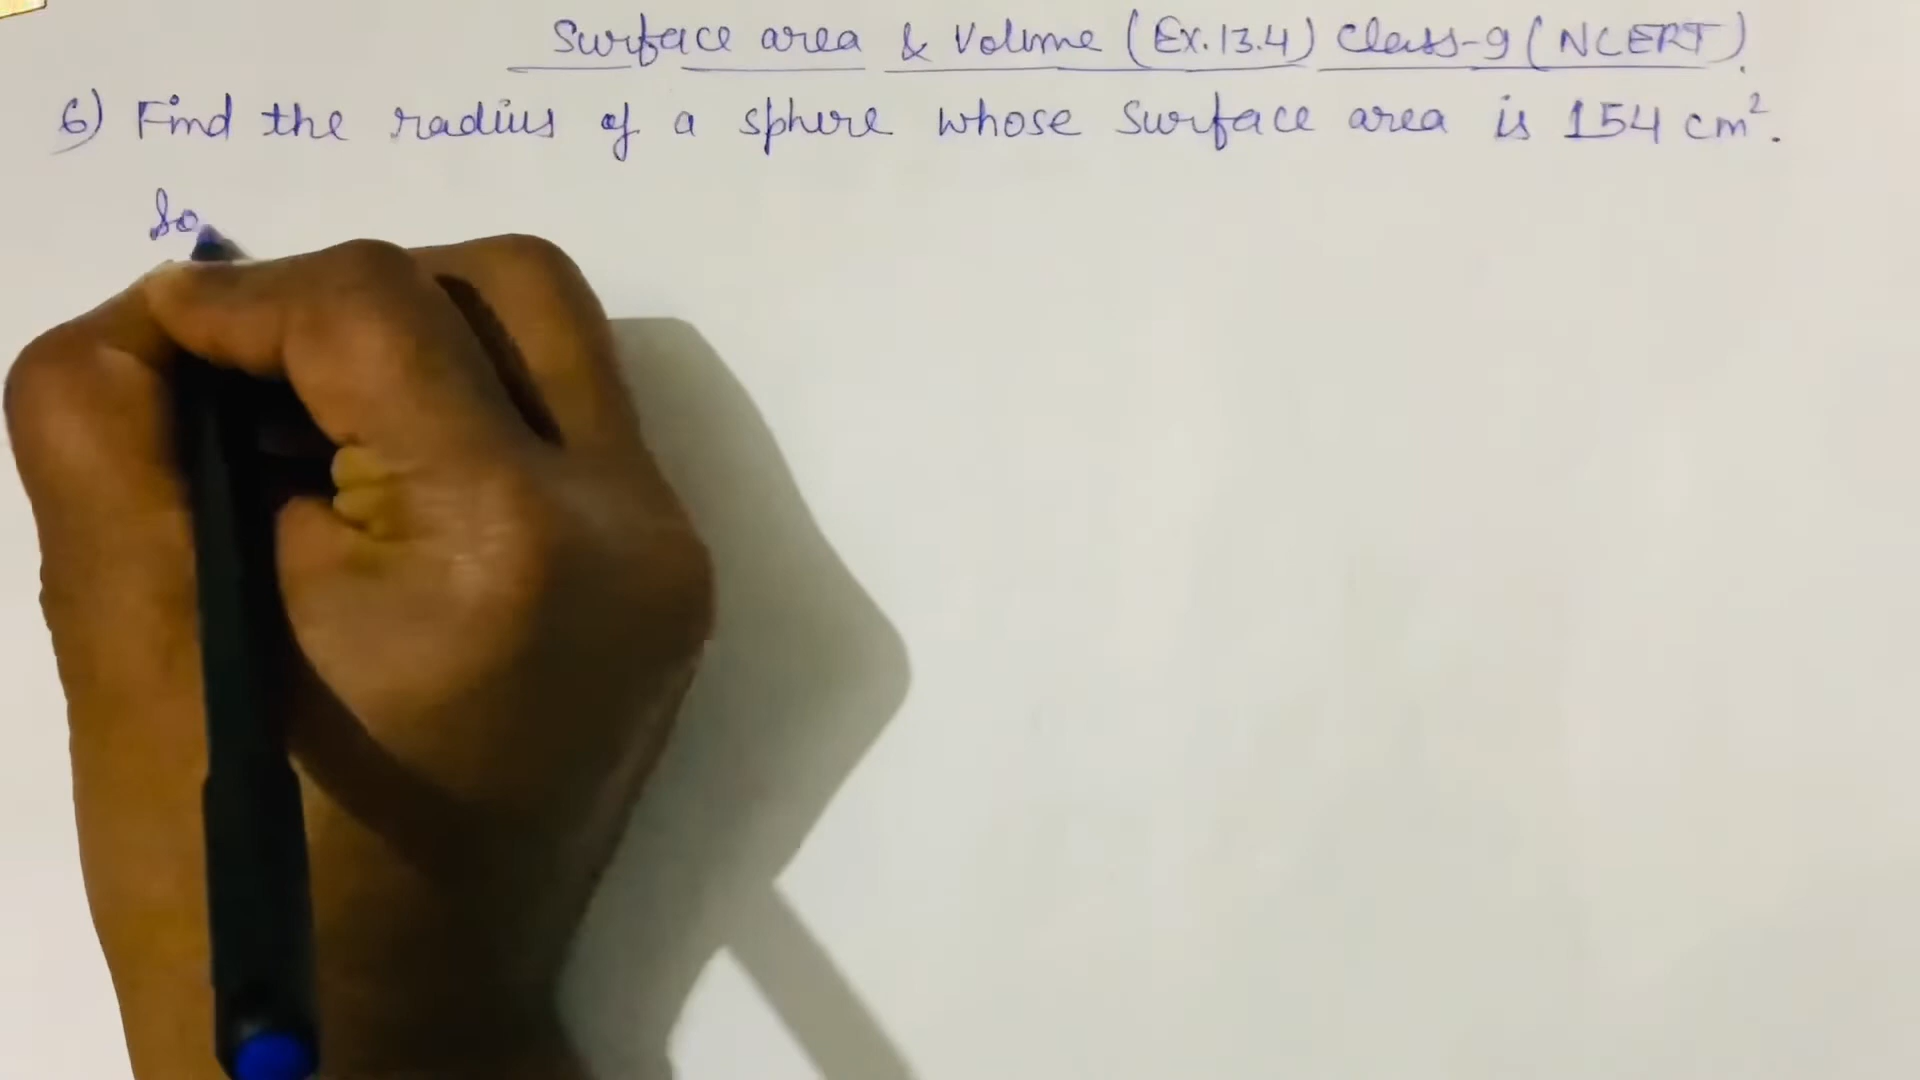 Surface area & Volume (Ex.13.4) Class-9 (NCERT).
6) Find the radius of a sphere whose surface area is 154 cm².
So